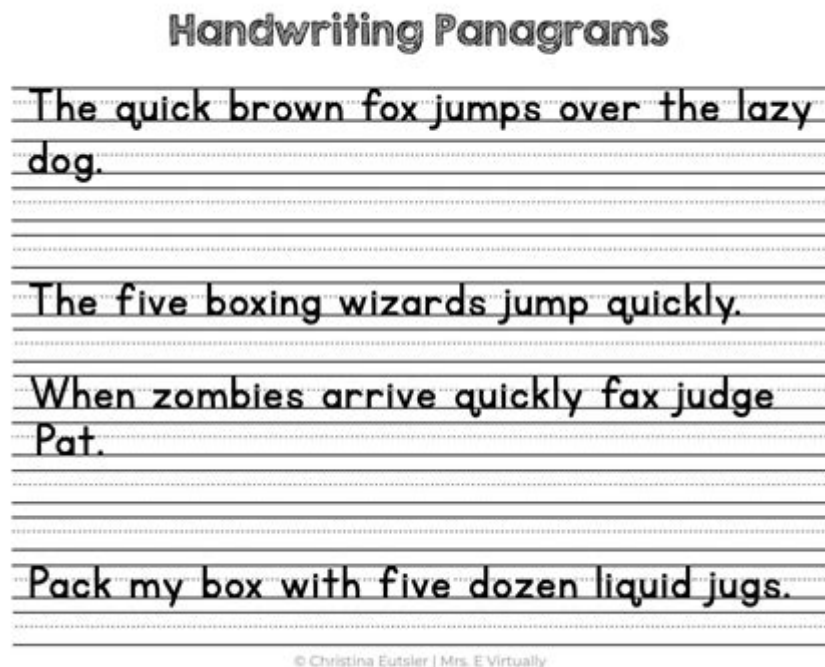 Handwriting Panagrams
The quick brown fox jumps over the lazy
dog.
The five boxing wizards jump quickly.
When zombies arrive quickly fax judge
Pat.
Pack my box with five dozen liquid jugs.
© Christina Eutsler | Mrs. E Virtually